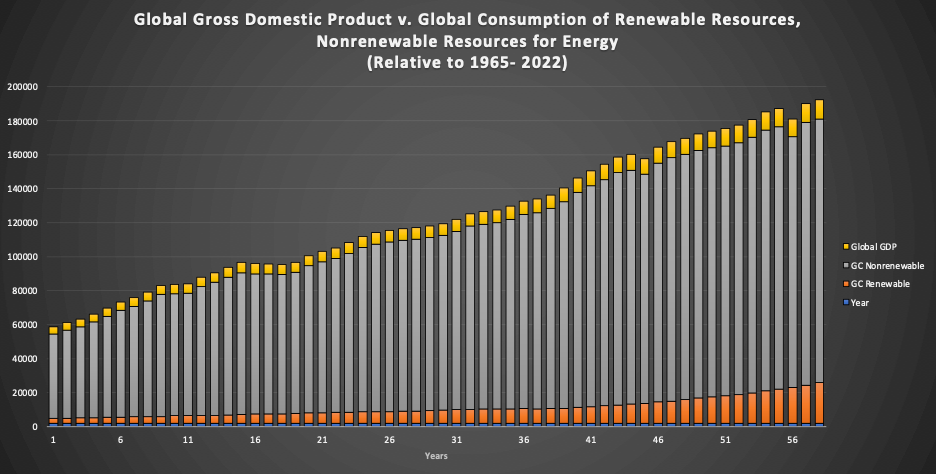 Global Gross Domestic Product v. Global Consumption of Renewable Resources,
Nonrenewable Resources for Energy
(Relative to 1965- 2022)
200000
180000
160000
140000
120000
100000
80000
60000
40000
20000
0
1 6 11 16 21 26 31 36 41 46 51 56
Years
Global GDP
GC Nonrenewable
GC Renewable
Year